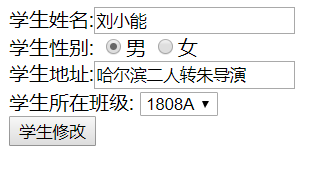 学生姓名:刘小能
学生性别: 男 女
学生地址:哈尔滨二人转朱导演
学生所在班级: 1808A
学生修改